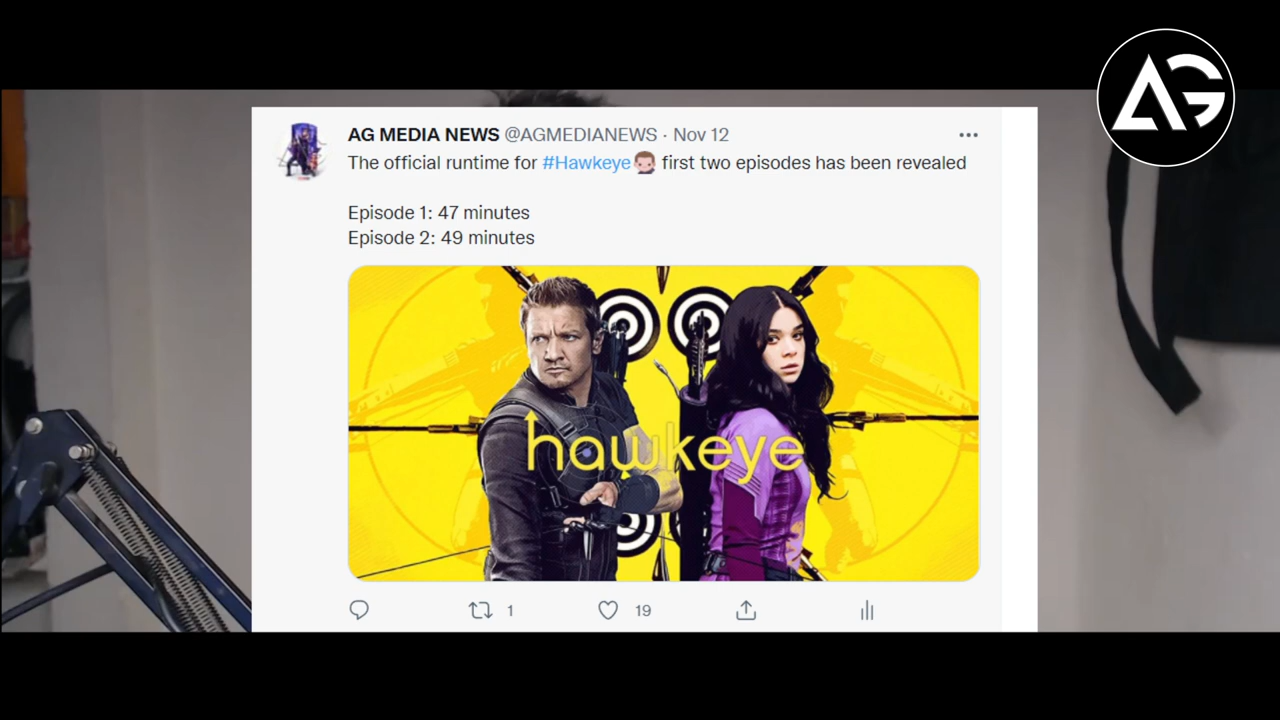 AG
AG MEDIA NEWS @AGMEDIANEWS · Nov 12
The official runtime for #Hawkeye first two episodes has been revealed
Episode 1: 47 minutes
Episode 2: 49 minutes
hawkeye
1 19